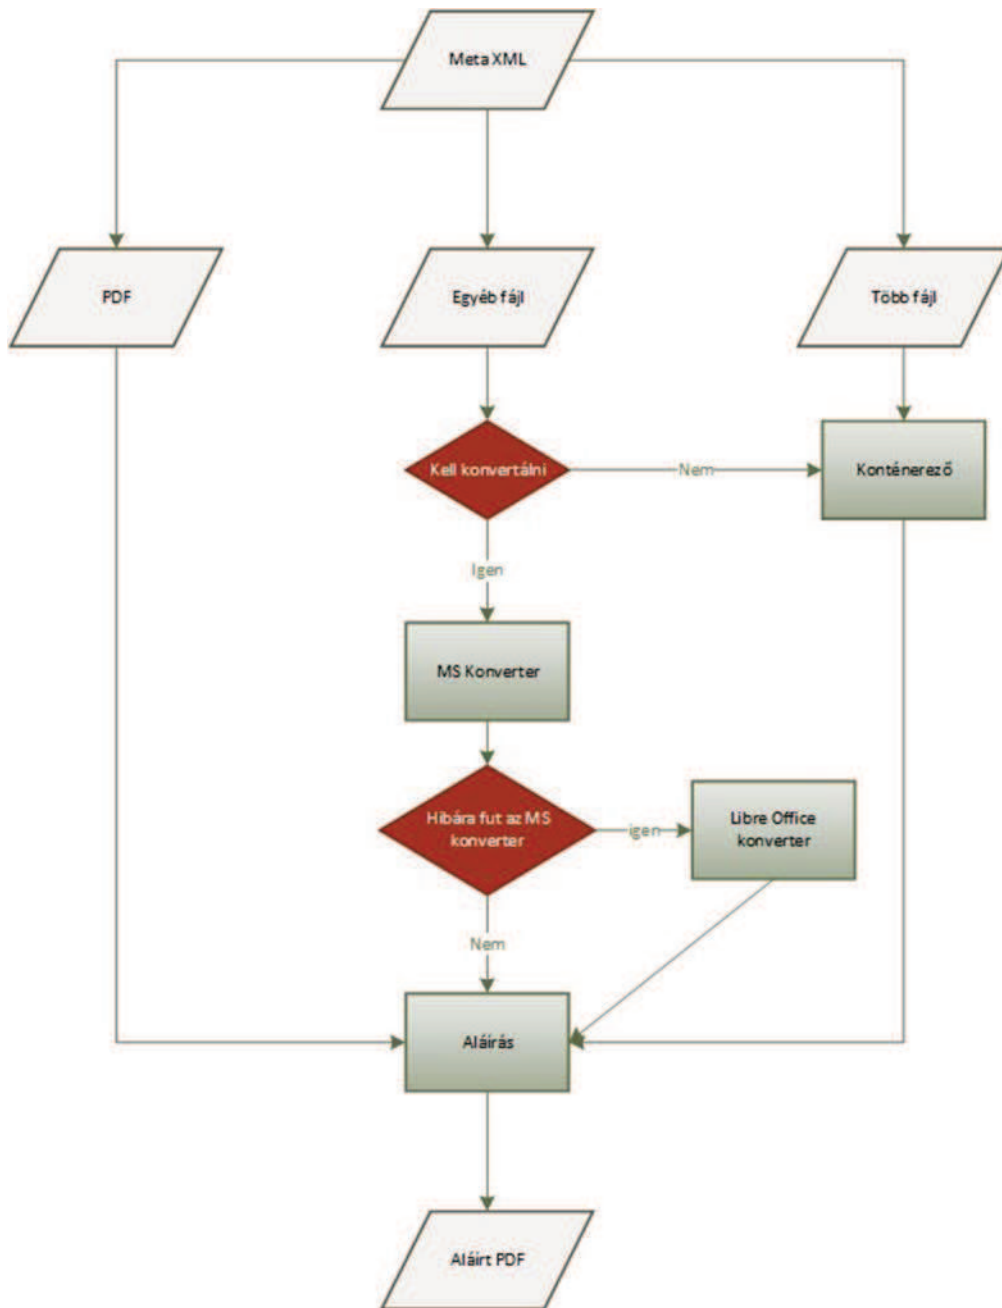 Meta XML
PDF
Egyéb fájl
Több fájl
Kell konvertálni
Nem
Konténerező
Igen
MS Konverter
Hibára fut az MS
konverter
igen
Libre Office
konverter
Nem
Aláírás
Aláírt PDF